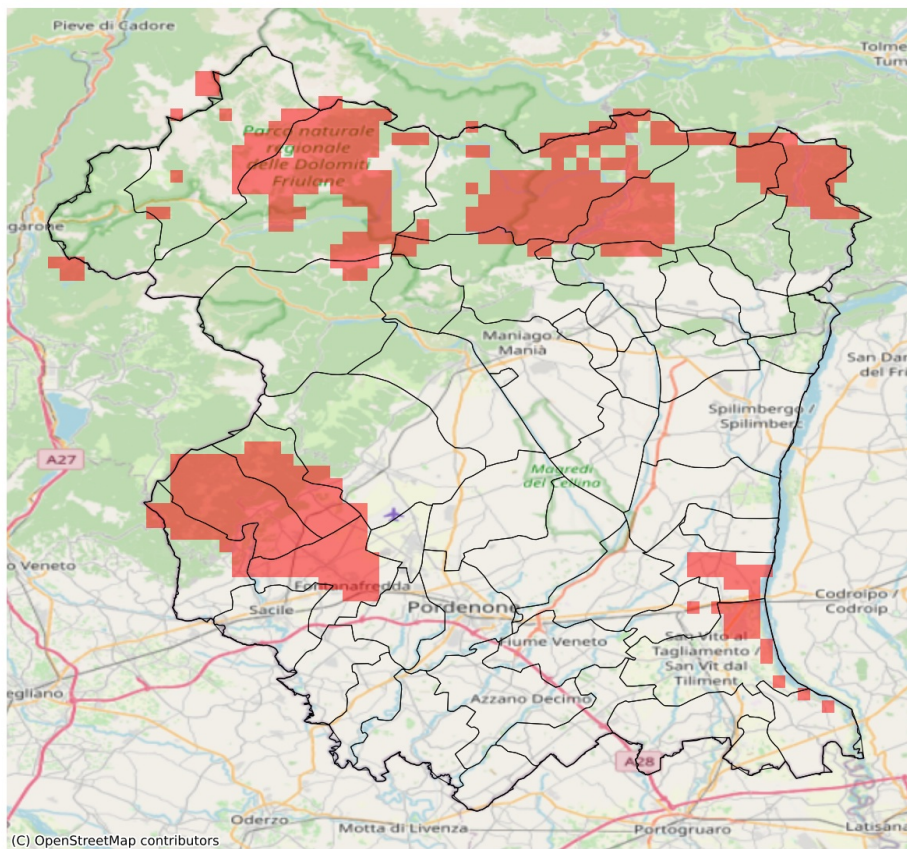 Pieve di Cadore
Tolme
Tum
Parco naturale
regionale
delle Dolomiti
Friulane
garone
Maniago /
Manià
San Dan
del Fri
Spilimbergo /
Spilimberc
A27
Magredi
del Cellina
o Veneto
Fontanafredda
Sacile
Pordenone
Codroipo /
Codroip
Fiume Veneto
San Vito al
Tagliamento /
San Vit dal
Tiliment
egliano
Azzano Decimo
A28
Oderzo
Motta di Livenza
Portogruaro
Latisana
(C) OpenStreetMap contributors